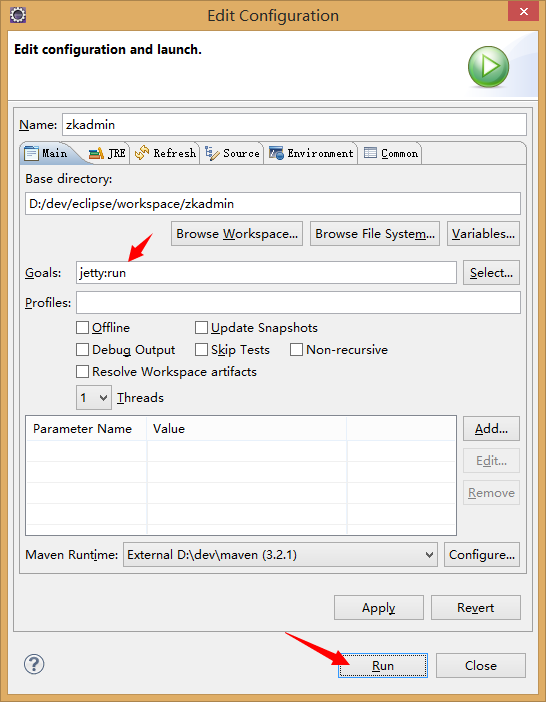 Edit Configuration
Edit configuration and launch.
Name: zkadmin
Main JRE Refresh Source Environment Common
Base directory:
D:/dev/eclipse/workspace/zkadmin
Browse Workspace... Browse File System... Variables...
Goals: jetty:run Select...
Profiles:
Offline Update Snapshots
Debug Output Skip Tests Non-recursive
Resolve Workspace artifacts
1 Threads
Parameter Name Value Add...
Edit...
Remove
Maven Runtime: External D:\dev\maven (3.2.1) Configure...
Apply Revert
Run Close